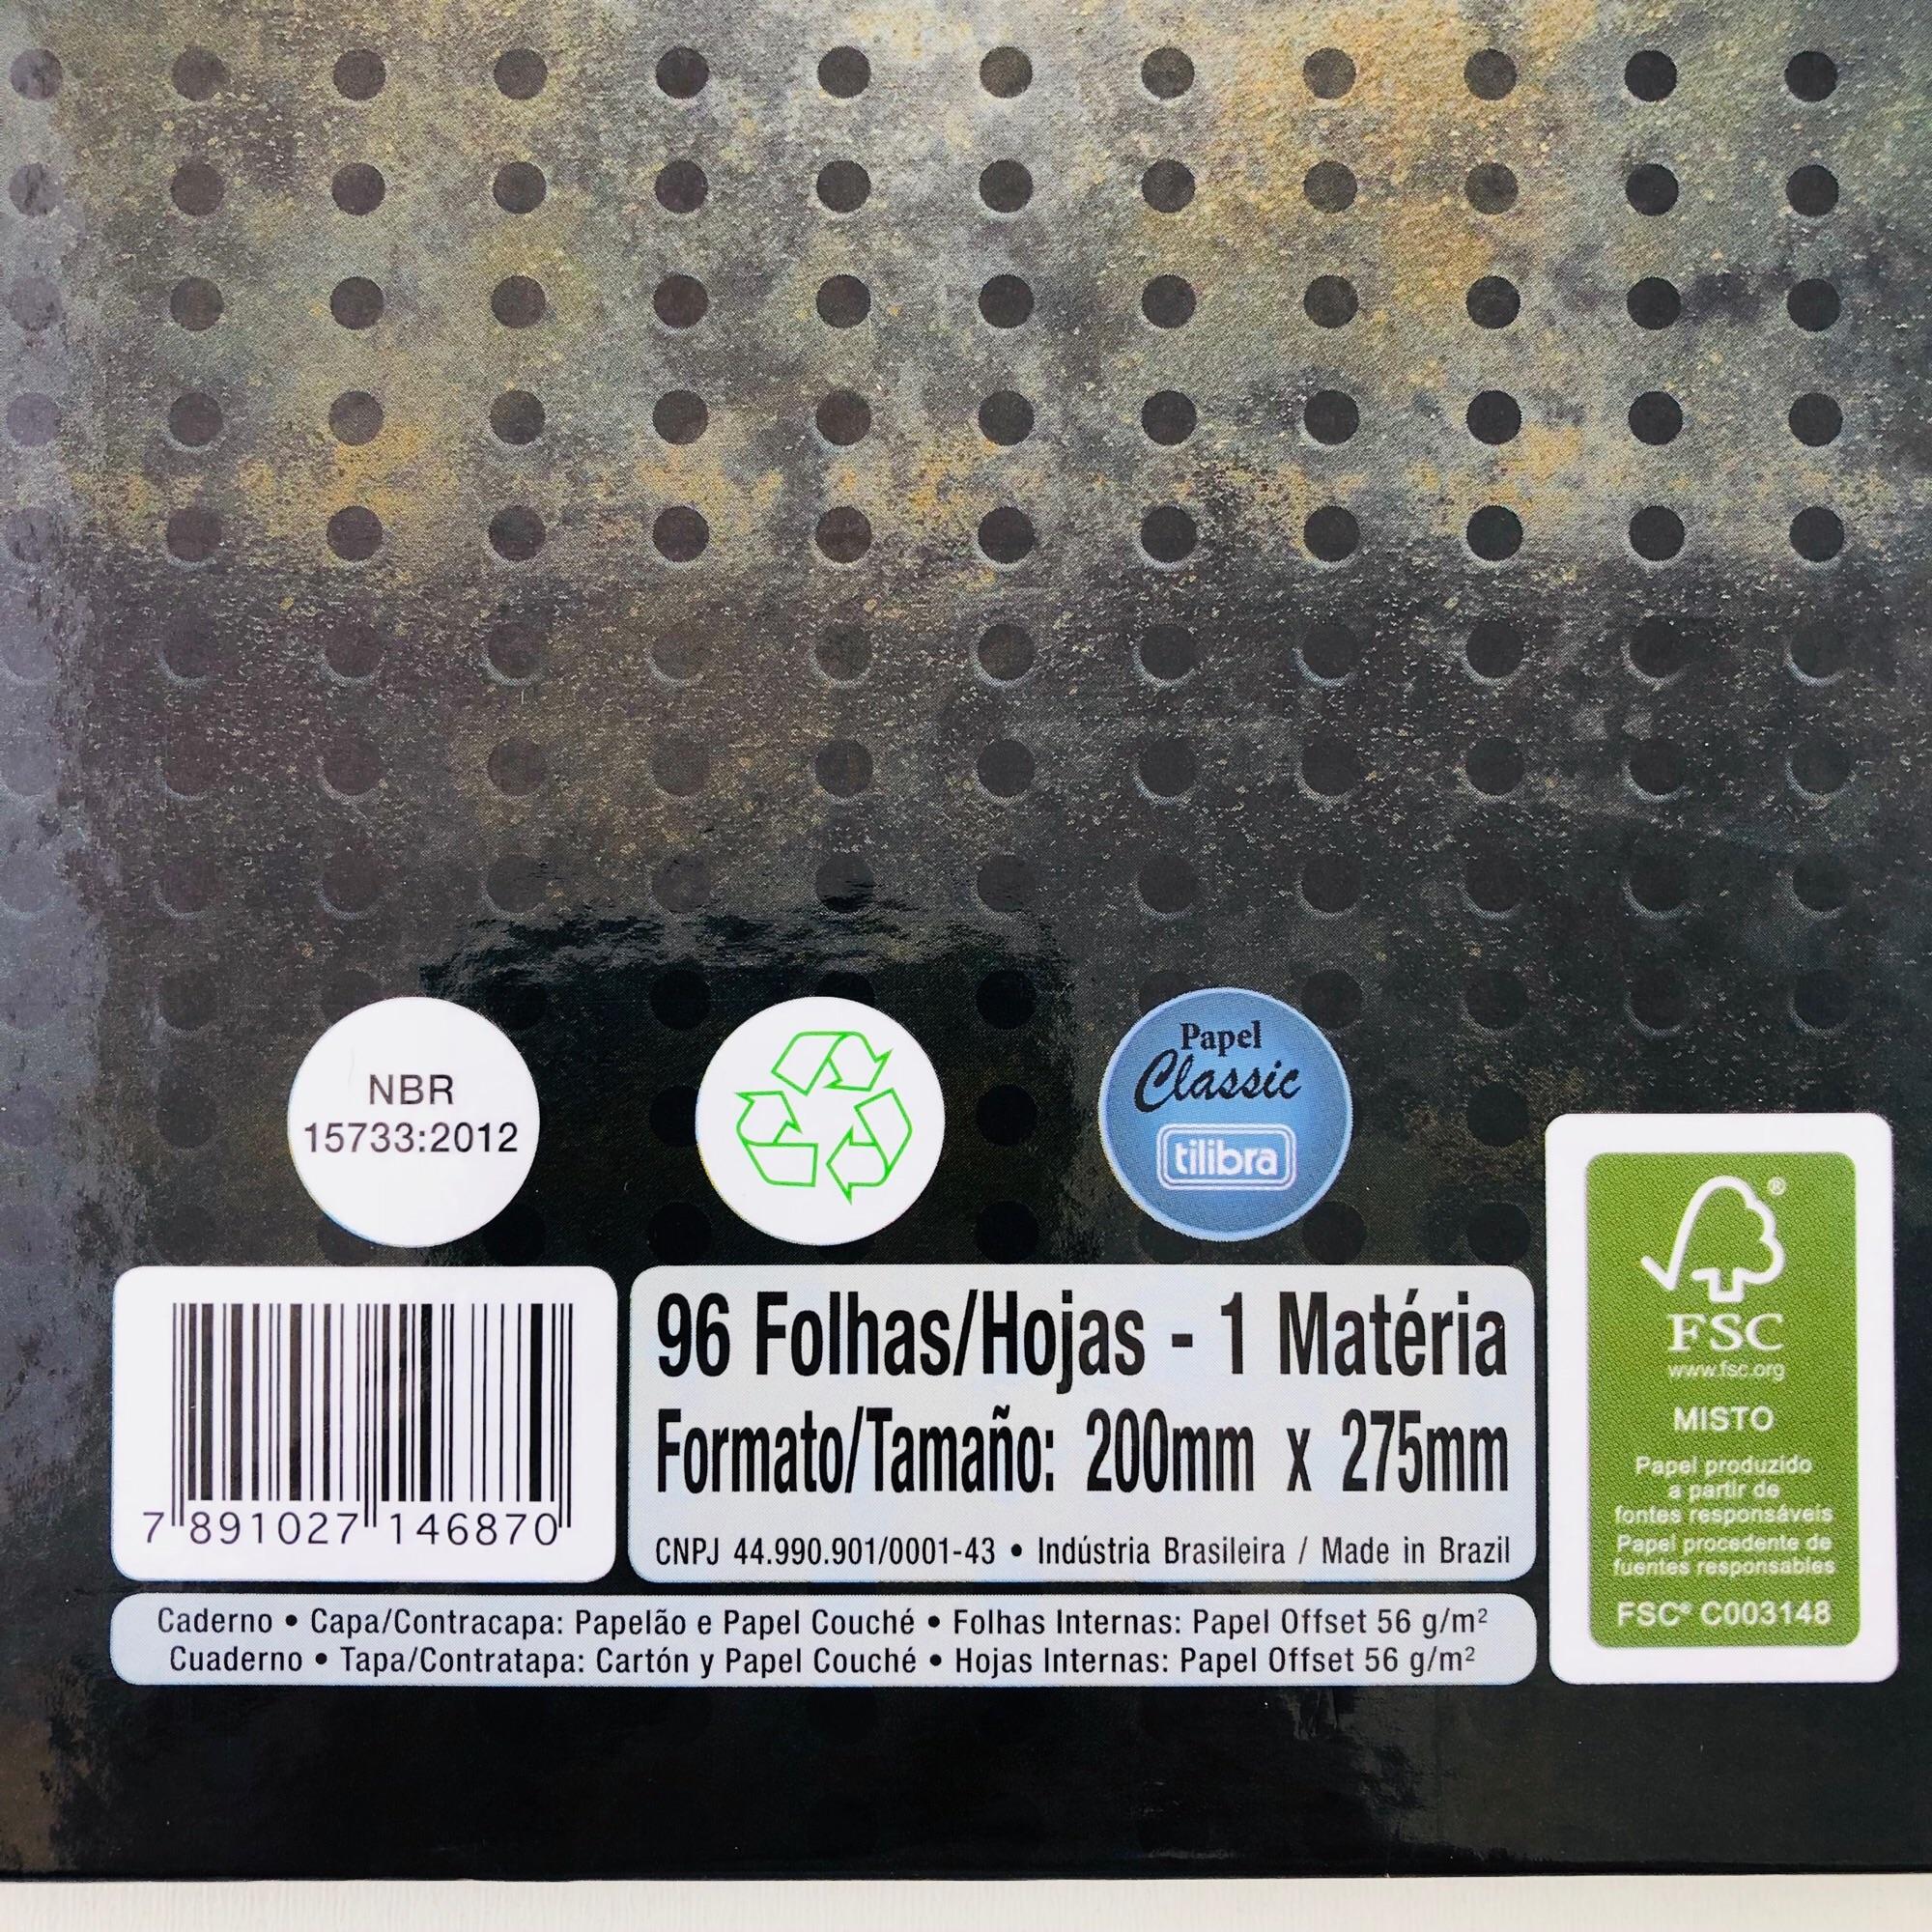 NBR
15733:2012
Papel
Classic
tilibra
7 891027 146870
96 Folhas/Hojas - 1 Matéria
Formato/Tamaño: 200mm x 275mm
CNPJ 44.990.901/0001-43 • Indústria Brasileira / Made in Brazil
Caderno • Capa/Contracapa: Papelão e Papel Couché • Folhas Internas: Papel Offset 56 g/m²
Cuaderno • Tapa/Contratapa: Cartón y Papel Couché • Hojas Internas: Papel Offset 56 g/m²
®
FSC
www.fsc.org
MISTO
Papel produzido
a partir de
fontes responsáveis
Papel procedente de
fuentes responsables
FSC® C003148